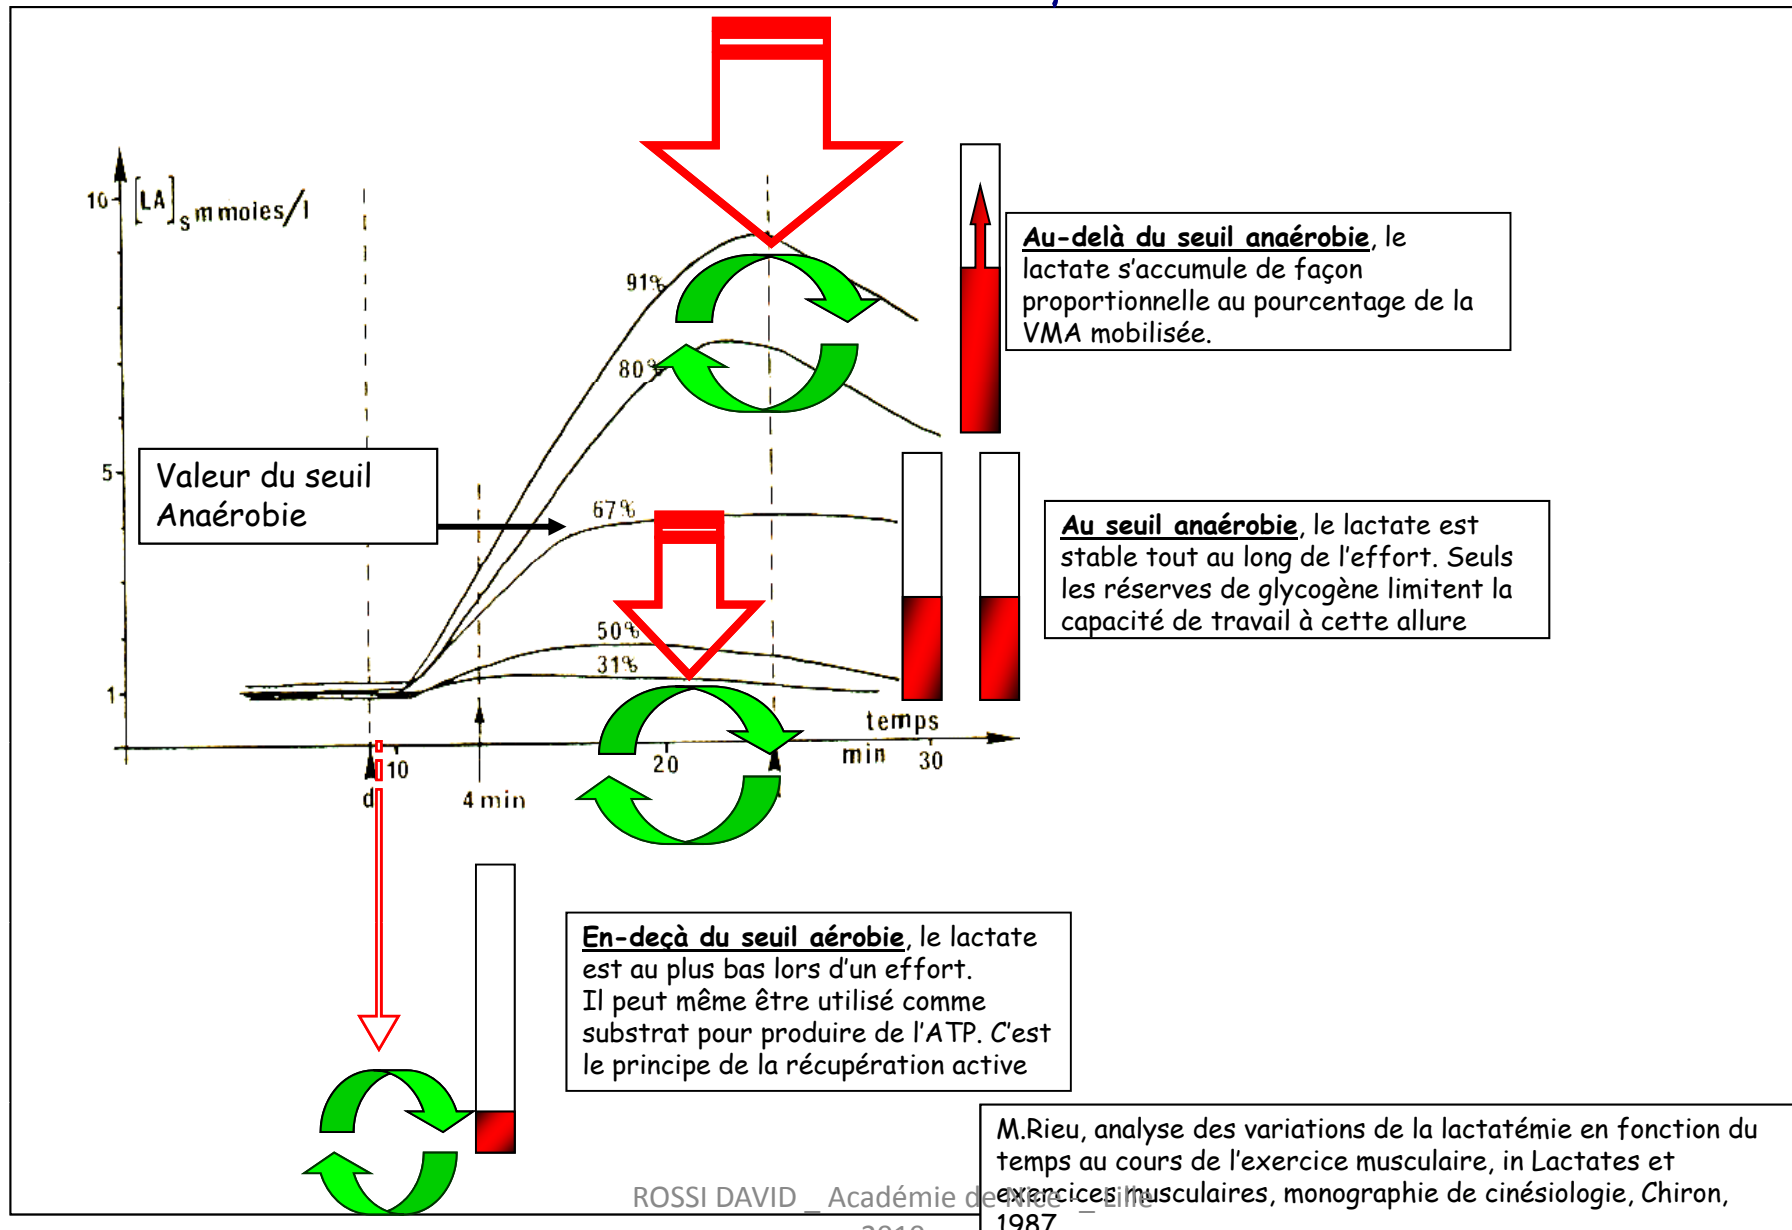 10
[LA]s mmoles/l
91%
Au-delà du seuil anaérobie, le
lactate s'accumule de façon
proportionnelle au pourcentage de la
VMA mobilisée.
80%
5
Valeur du seuil
Anaérobie
67%
Au seuil anaérobie, le lactate est
stable tout au long de l'effort. Seuls
les réserves de glycogène limitent la
capacité de travail à cette allure
50%
31%
1
temps
min
10
20
30
d
4 min
En-deçà du seuil aérobie, le lactate
est au plus bas lors d'un effort.
Il peut même être utilisé comme
substrat pour produire de l'ATP. C'est
le principe de la récupération active
M.Rieu, analyse des variations de la lactatémie en fonction du
temps au cours de l'exercice musculaire, in Lactates et
exercices musculaires, monographie de cinésiologie, Chiron,
1987
ROSSI DAVID _ Académie de Nice - _ Lille